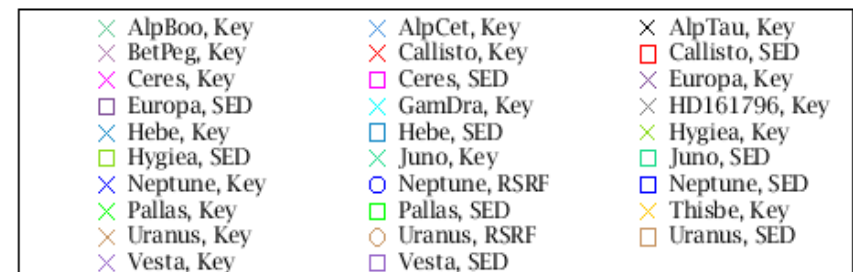 AlpBoo, Key AlpCet, Key AlpTau, Key
BetPeg, Key Callisto, Key Callisto, SED
Ceres, Key Ceres, SED Europa, Key
Europa, SED GamDra, Key HD161796, Key
Hebe, Key Hebe, SED Hygiea, Key
Hygiea, SED Juno, Key Juno, SED
Neptune, Key Neptune, RSRF Neptune, SED
Pallas, Key Pallas, SED Thisbe, Key
Uranus, Key Uranus, RSRF Uranus, SED
Vesta, Key Vesta, SED